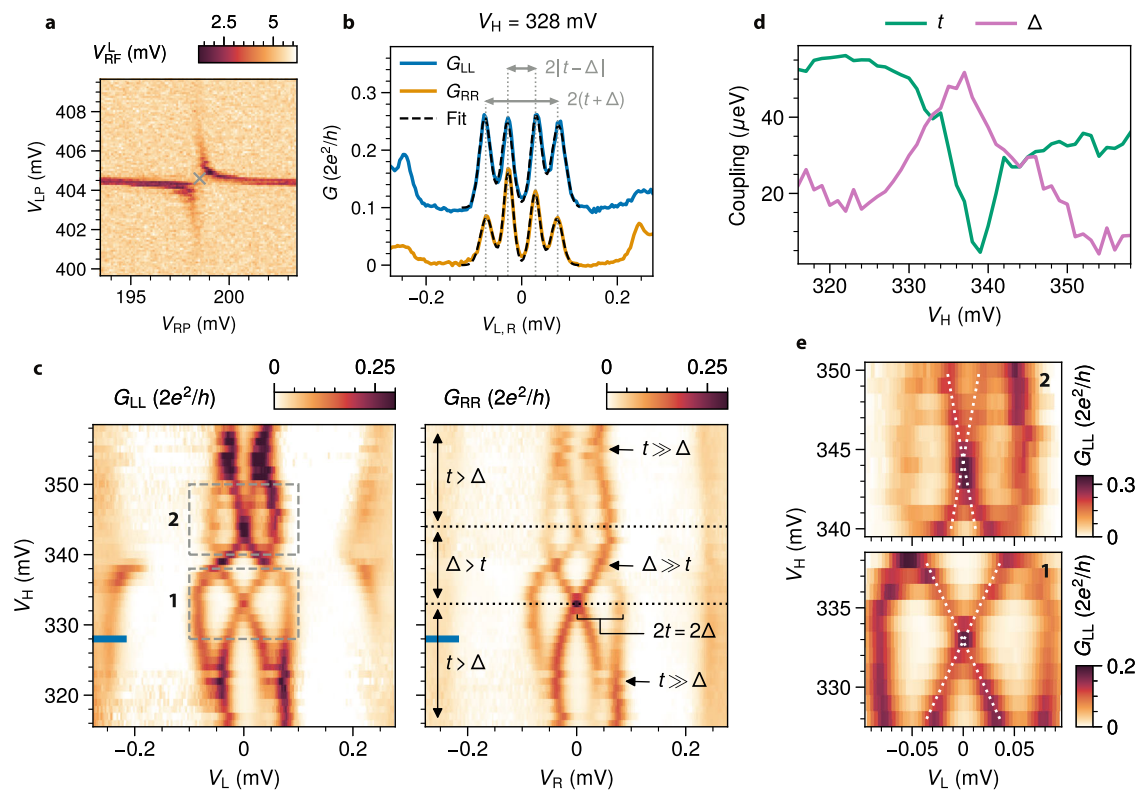 a
2.5 5
V_RF^L (mV)
V_LP (mV)
408
406
404
402
400
195 200
V_RP (mV)
b
V_H = 328 mV
G_LL
G_RR
Fit
2|t − Δ|
2(t + Δ)
G (2e²/h)
0.3
0.2
0.1
0
−0.2 0 0.2
V_L, R (mV)
d
t Δ
Coupling (μeV)
40
20
320 330 340 350
V_H (mV)
c
0 0.25
G_LL (2e²/h)
V_H (mV)
350
340
330
320
2
1
−0.2 0 0.2
V_L (mV)
0 0.25
G_RR (2e²/h)
t > Δ
Δ > t
t > Δ
t ≫ Δ
Δ ≫ t
2t = 2Δ
t ≫ Δ
−0.2 0 0.2
V_R (mV)
e
V_H (mV)
350
345
340
2
G_LL (2e²/h)
0.3
0
335
330
1
G_LL (2e²/h)
0.2
0
−0.05 0 0.05
V_L (mV)